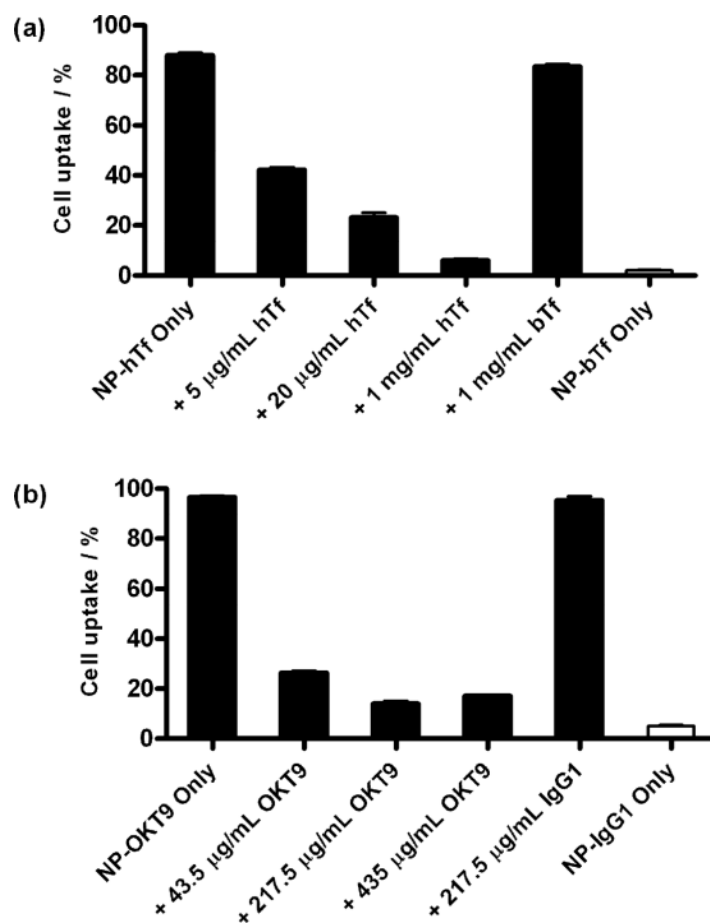 (a)
Cell uptake / %
100
80
60
40
20
0
NP-hTf Only
+ 5 μg/mL hTf
+ 20 μg/mL hTf
+ 1 mg/mL hTf
+ 1 mg/mL bTf
NP-bTf Only
(b)
Cell uptake / %
100
80
60
40
20
0
NP-OKT9 Only
+ 43.5 μg/mL OKT9
+ 217.5 μg/mL OKT9
+ 435 μg/mL OKT9
+ 217.5 μg/mL IgG1
NP-IgG1 Only